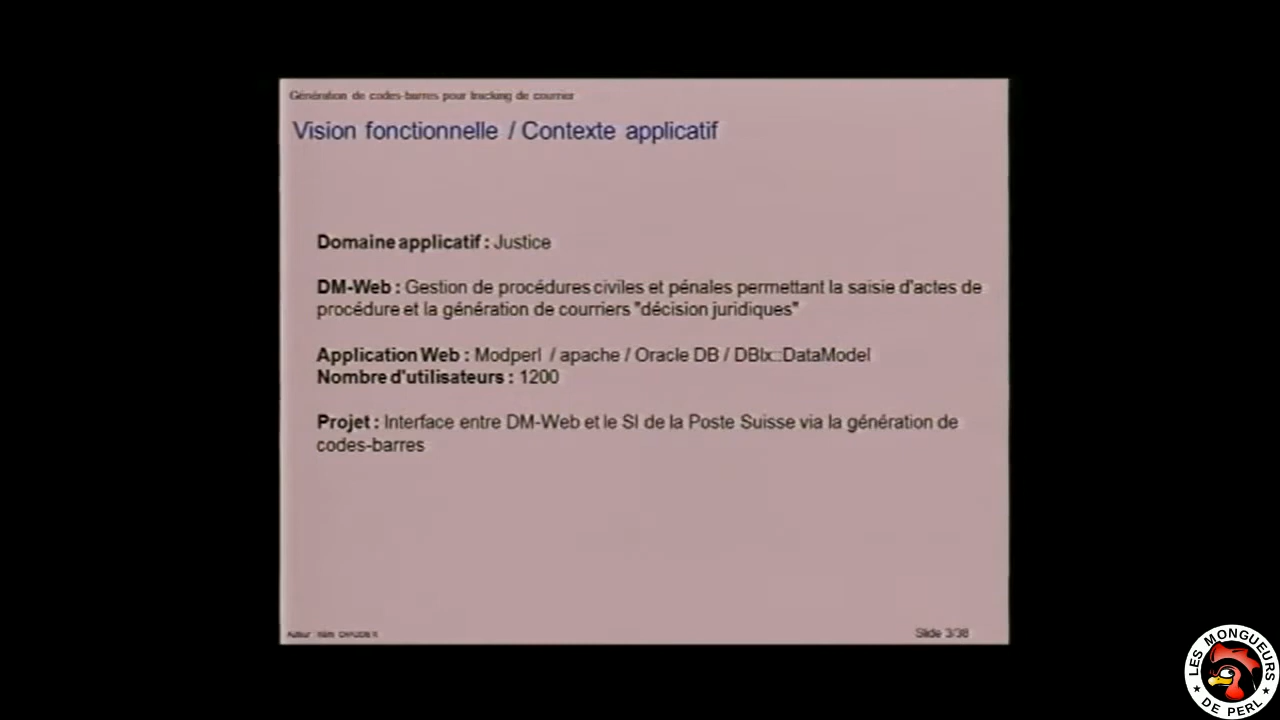 Génération de codes-barres pour tracking de courrier
Vision fonctionnelle / Contexte applicatif
Domaine applicatif : Justice
DM-Web : Gestion de procédures civiles et pénales permettant la saisie d'actes de
procédure et la génération de courriers "décision juridiques"
Application Web : Modperl / apache / Oracle DB / DBIx::DataModel
Nombre d'utilisateurs : 1200
Projet : Interface entre DM-Web et le SI de la Poste Suisse via la génération de
codes-barres
Slide 3/38
LES MONGUEURS
DE PERL